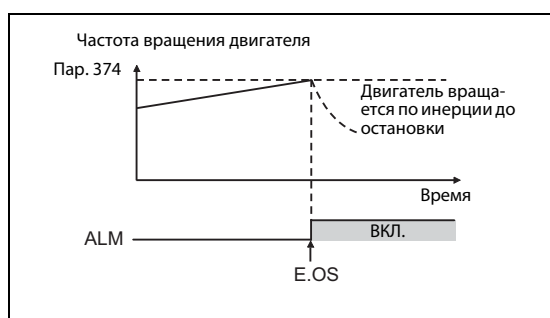 Частота вращения двигателя
Пар. 374
Двигатель враща-
ется по инерции до
остановки
Время
ALM
ВКЛ.
E.OS